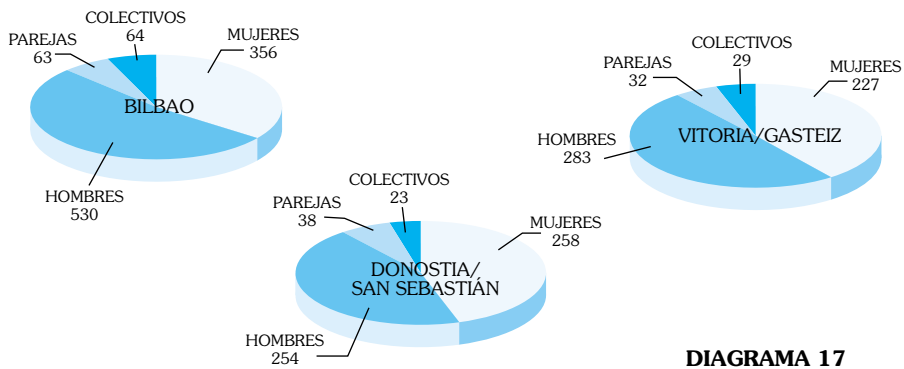 COLECTIVOS
64
PAREJAS
63
MUJERES
356
BILBAO
HOMBRES
530
COLECTIVOS
29
PAREJAS
32
MUJERES
227
HOMBRES
283
VITORIA/GASTEIZ
PAREJAS
38
COLECTIVOS
23
MUJERES
258
DONOSTIA/
SAN SEBASTIÁN
HOMBRES
254
DIAGRAMA 17